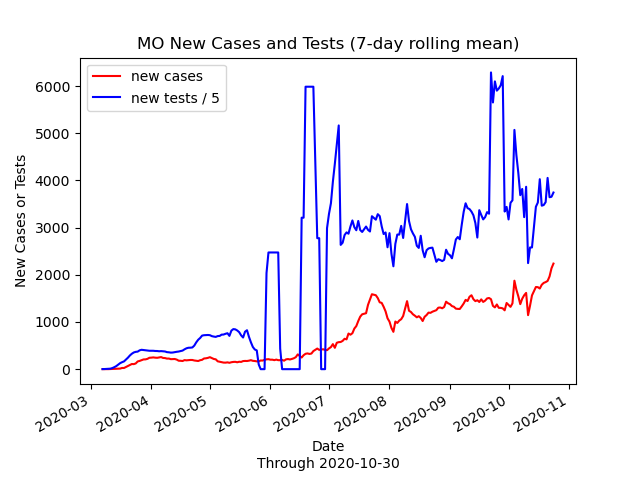 MO New Cases and Tests (7-day rolling mean)
new cases
new tests / 5
6000
5000
4000
3000
2000
1000
0
New Cases or Tests
2020-03
2020-04
2020-05
2020-06
2020-07
2020-08
2020-09
2020-10
2020-11
Date
Through 2020-10-30